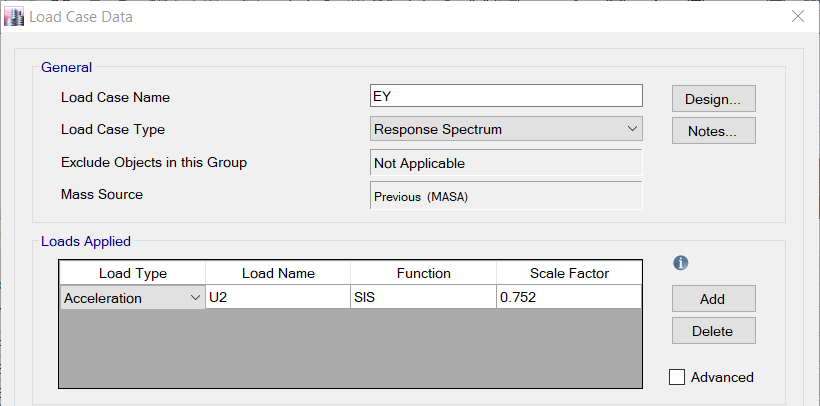 Load Case Data
General
Load Case Name EY Design...
Load Case Type Response Spectrum Notes...
Exclude Objects in this Group Not Applicable
Mass Source Previous (MASA)
Loads Applied
Load Type Load Name Function Scale Factor
Acceleration U2 SIS 0.752
Add
Delete
Advanced